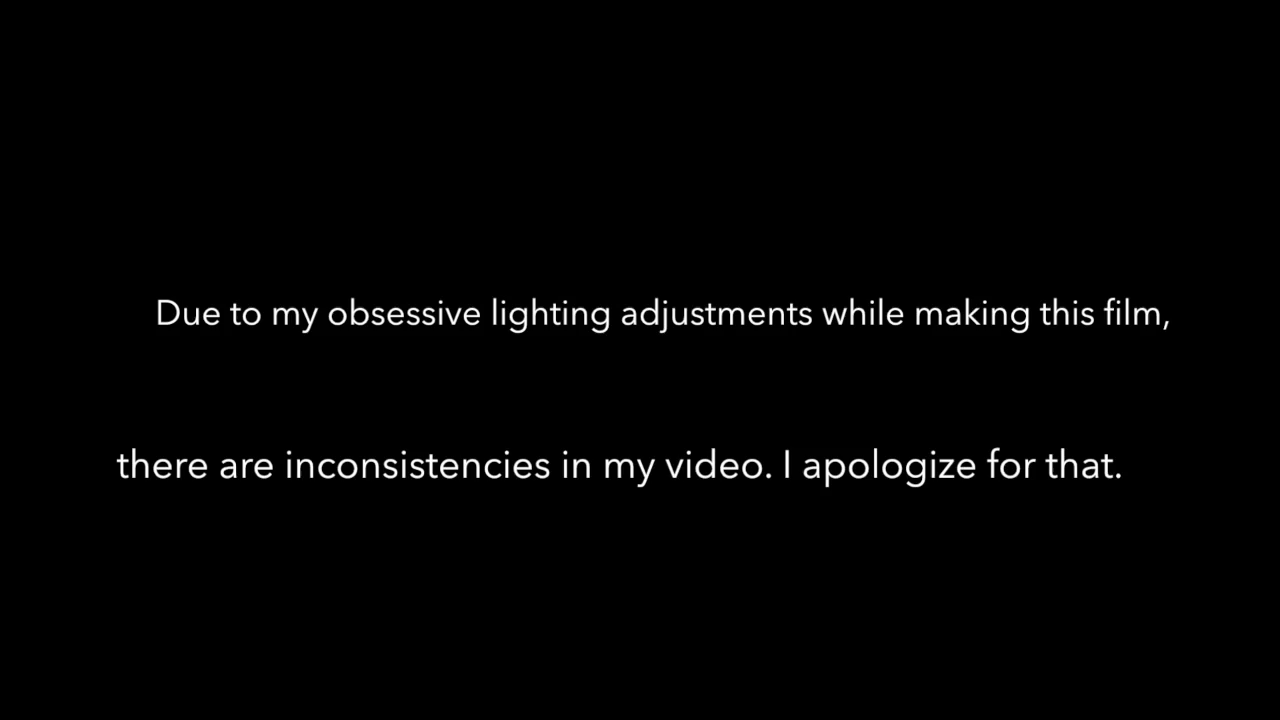 Due to my obsessive lighting adjustments while making this film,
there are inconsistencies in my video. I apologize for that.